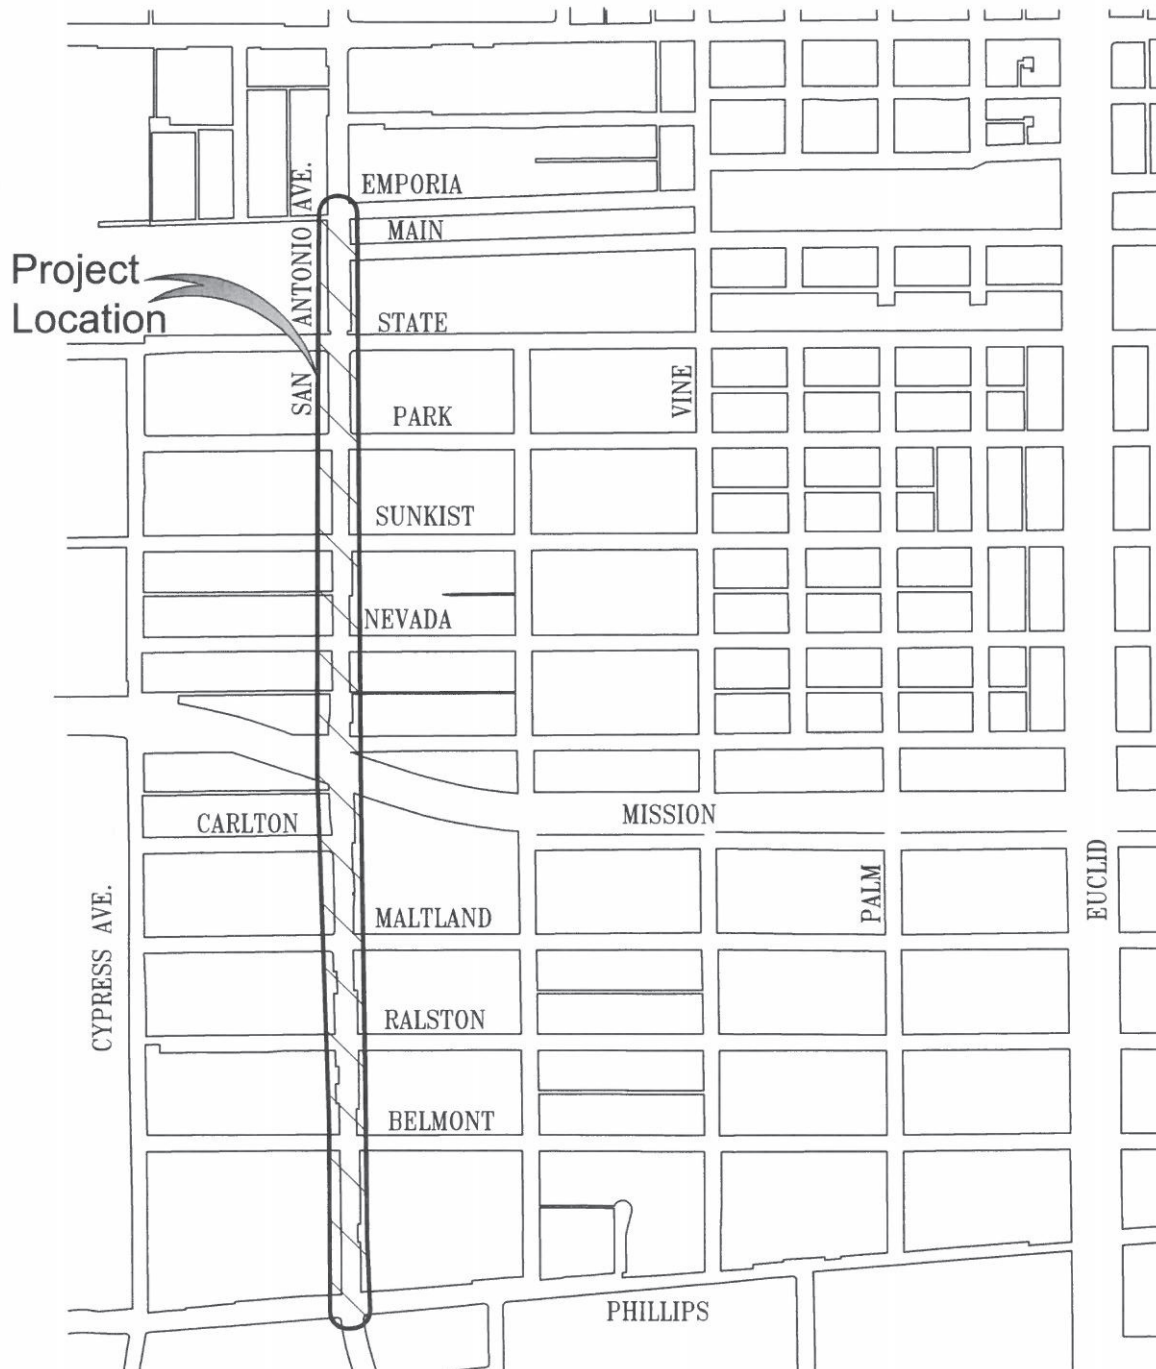 EMPORIA
MAIN
SAN ANTONIO AVE.
Project
Location
STATE
VINE
PARK
SUNKIST
NEVADA
MISSION
CARLTON
PALM
EUCLID
CYPRESS AVE.
MALTLAND
RALSTON
BELMONT
PHILLIPS